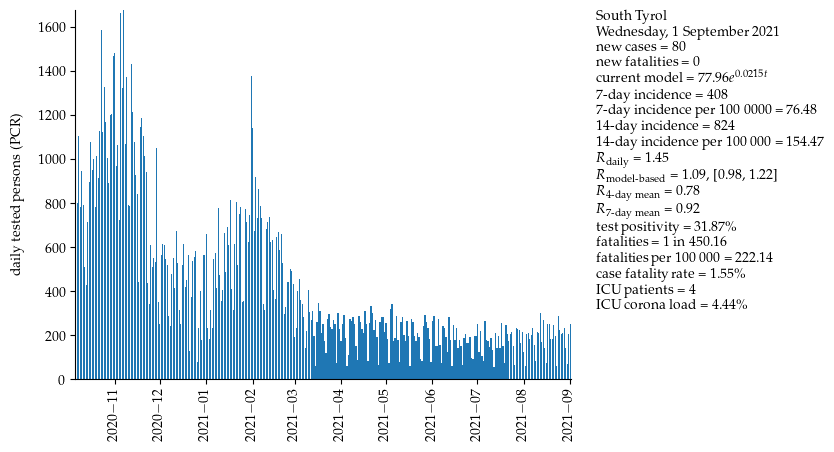 1600
1400
1200
1000
800
600
400
200
0
daily tested persons (PCR)
2020−11
2020−12
2021−01
2021−02
2021−03
2021−04
2021−05
2021−06
2021−07
2021−08
2021−09
South Tyrol
Wednesday, 1 September 2021
new cases = 80
new fatalities = 0
current model = 77.96e^0.0215t
7-day incidence = 408
7-day incidence per 100 0000 = 76.48
14-day incidence = 824
14-day incidence per 100 000 = 154.47
R_daily = 1.45
R_model-based = 1.09, [0.98, 1.22]
R_4-day mean = 0.78
R_7-day mean = 0.92
test positivity = 31.87%
fatalities = 1 in 450.16
fatalities per 100 000 = 222.14
case fatality rate = 1.55%
ICU patients = 4
ICU corona load = 4.44%